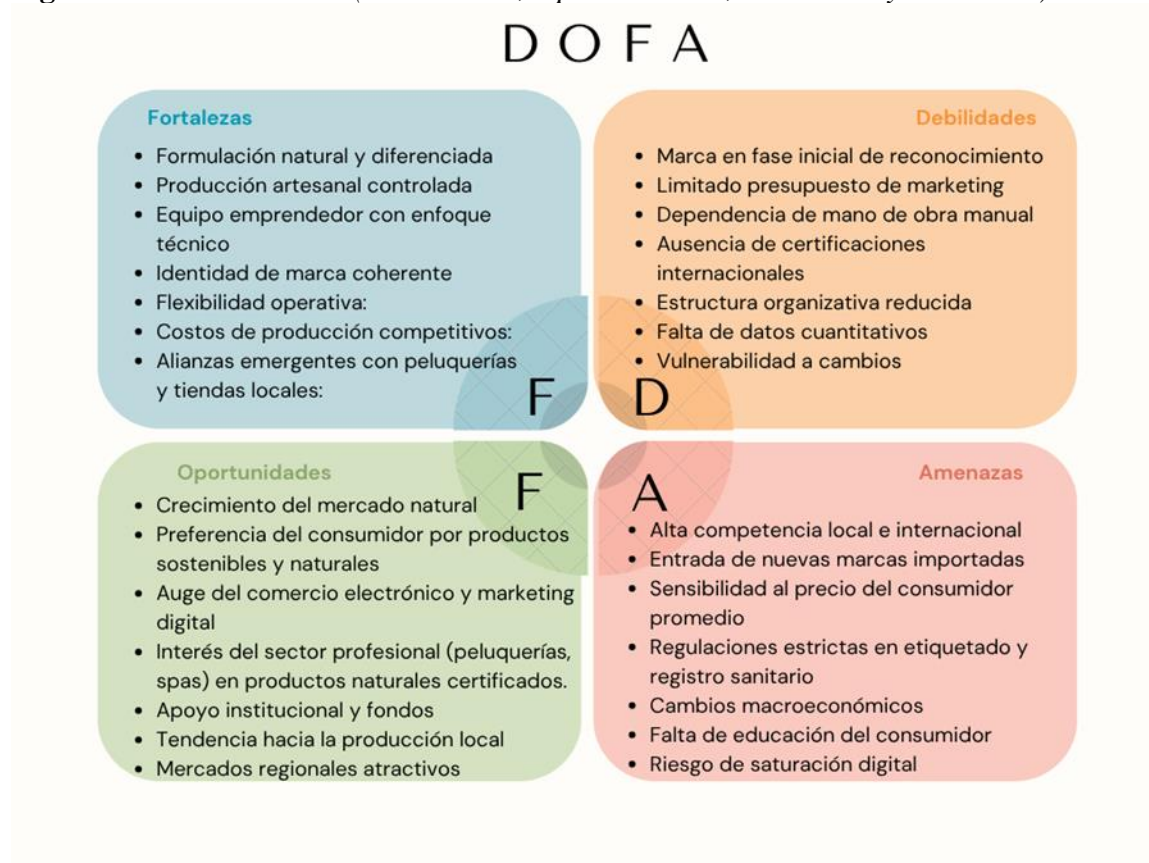 D O F A
Fortalezas
• Formulación natural y diferenciada
• Producción artesanal controlada
• Equipo emprendedor con enfoque
técnico
• Identidad de marca coherente
• Flexibilidad operativa:
• Costos de producción competitivos:
• Alianzas emergentes con peluquerías
y tiendas locales:
F
Debilidades
• Marca en fase inicial de reconocimiento
• Limitado presupuesto de marketing
• Dependencia de mano de obra manual
• Ausencia de certificaciones
internacionales
• Estructura organizativa reducida
• Falta de datos cuantitativos
• Vulnerabilidad a cambios
D
Oportunidades
F
• Crecimiento del mercado natural
• Preferencia del consumidor por productos
sostenibles y naturales
• Auge del comercio electrónico y marketing
digital
• Interés del sector profesional (peluquerías,
spas) en productos naturales certificados.
• Apoyo institucional y fondos
• Tendencia hacia la producción local
• Mercados regionales atractivos
Amenazas
A
• Alta competencia local e internacional
• Entrada de nuevas marcas importadas
• Sensibilidad al precio del consumidor
promedio
• Regulaciones estrictas en etiquetado y
registro sanitario
• Cambios macroeconómicos
• Falta de educación del consumidor
• Riesgo de saturación digital